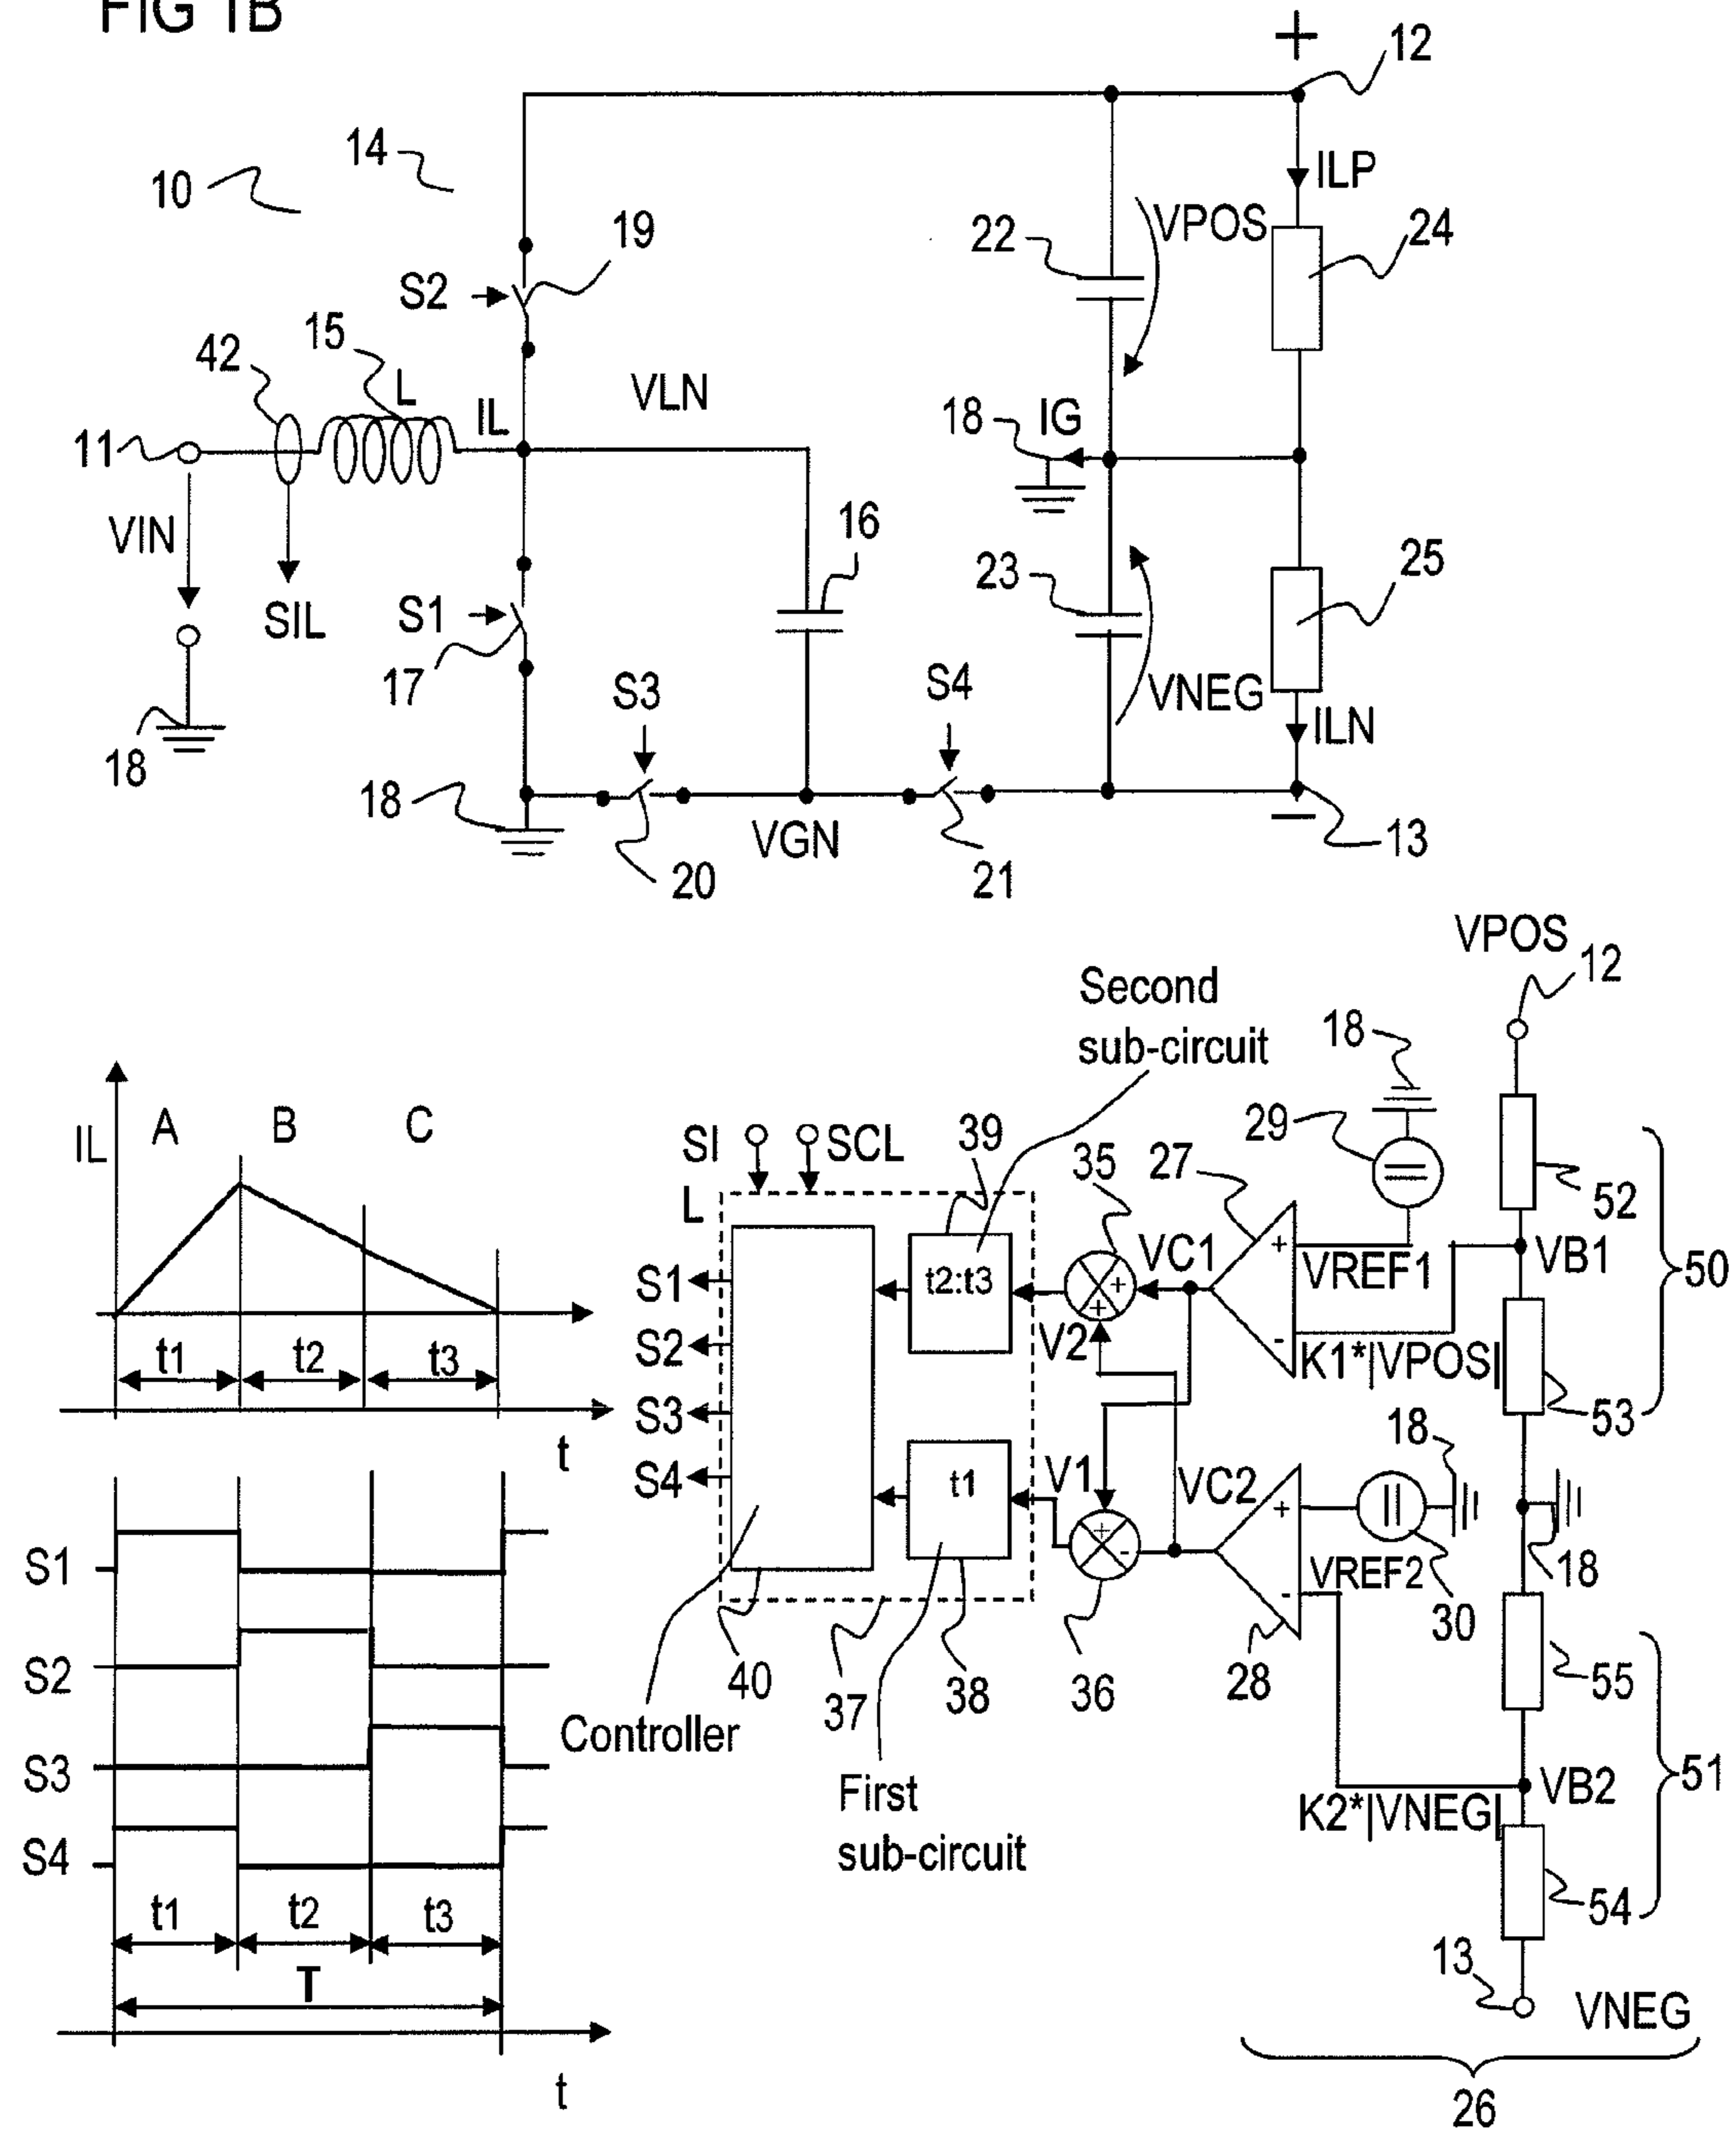 FIG 1B
+
12
14
10
ILP
19
22
VPOS
24
S2
15
42
L
IL
VLN
18
IG
11
16
VIN
23
25
S1
SIL
17
S3
S4
VNEG
ILN
18
18
VGN
13
20
21
VPOS
12
Second
sub-circuit
18
A
B
C
IL
SI
SCL
39
35
27
29
52
L
t2:t3
VC1
+
VREF1
VB1
50
S1
+
+
V2
t1
t2
t3
S2
-
K1*|VPOS|
S3
53
t
18
S4
t1
V1
VC2
+
+
-
S1
VREF2
18
-
30
S2
40
37
38
36
28
55
Controller
S3
First
sub-circuit
VB2
51
K2*|VNEG|
S4
54
t1
t2
t3
13
T
VNEG
t
26